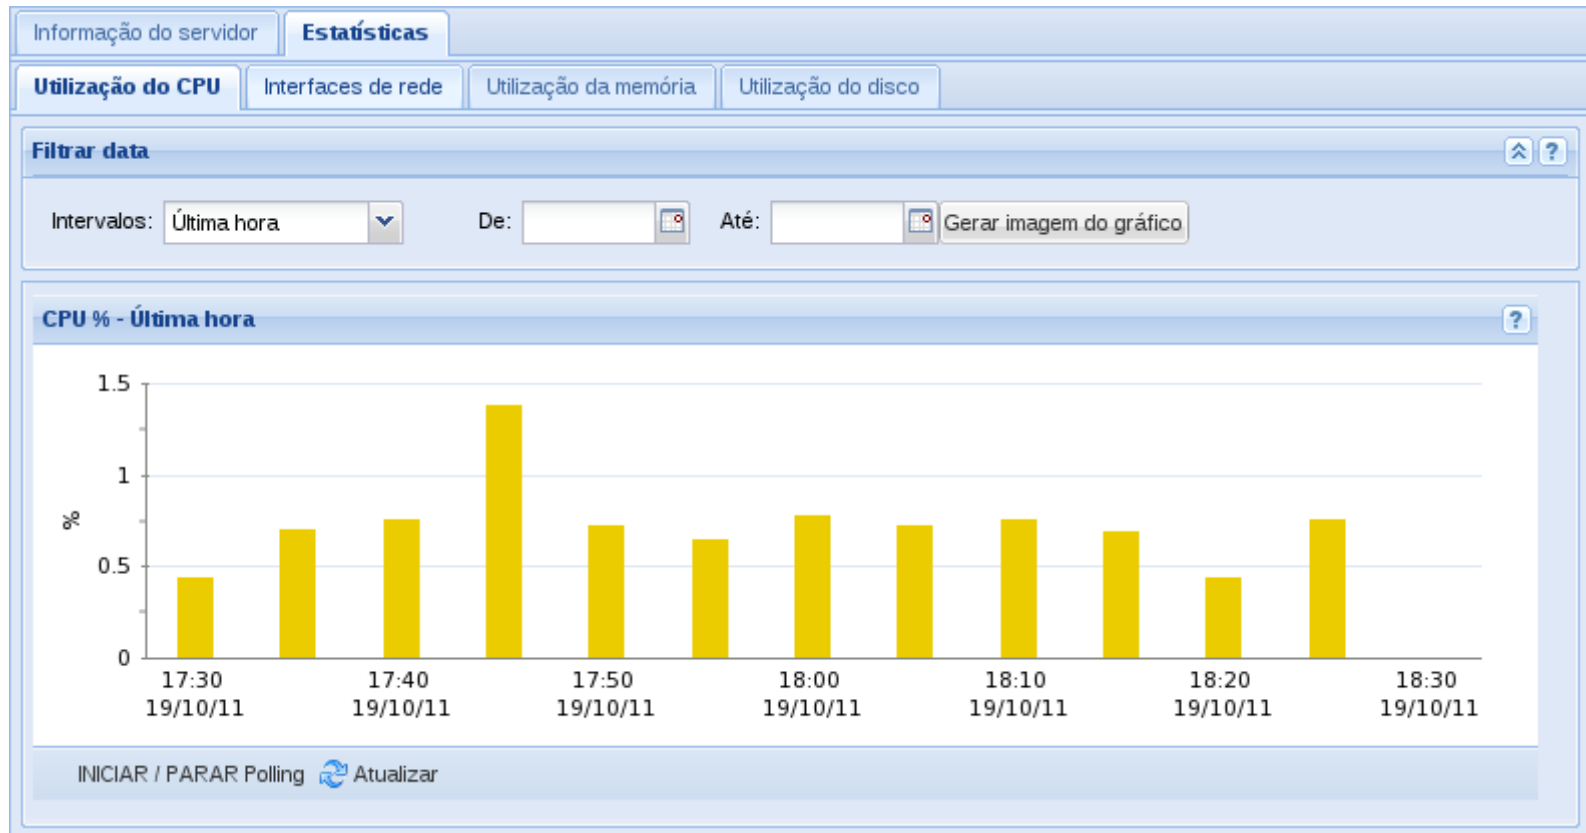 Informação do servidor Estatísticas
Utilização do CPU Interfaces de rede Utilização da memória Utilização do disco
Filtrar data ?
Intervalos: Última hora De: Até: Gerar imagem do gráfico
CPU % - Última hora ?
1.5
1
%
0.5
0
17:30 17:40 17:50 18:00 18:10 18:20 18:30
19/10/11 19/10/11 19/10/11 19/10/11 19/10/11 19/10/11 19/10/11
INICIAR / PARAR Polling Atualizar